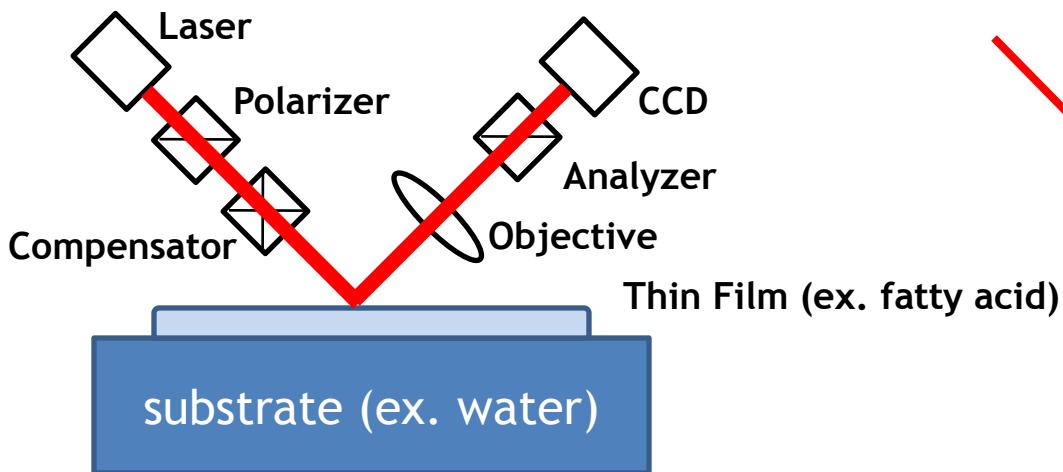 Laser
Polarizer
CCD
Analyzer
Compensator
Objective
Thin Film (ex. fatty acid)
substrate (ex. water)